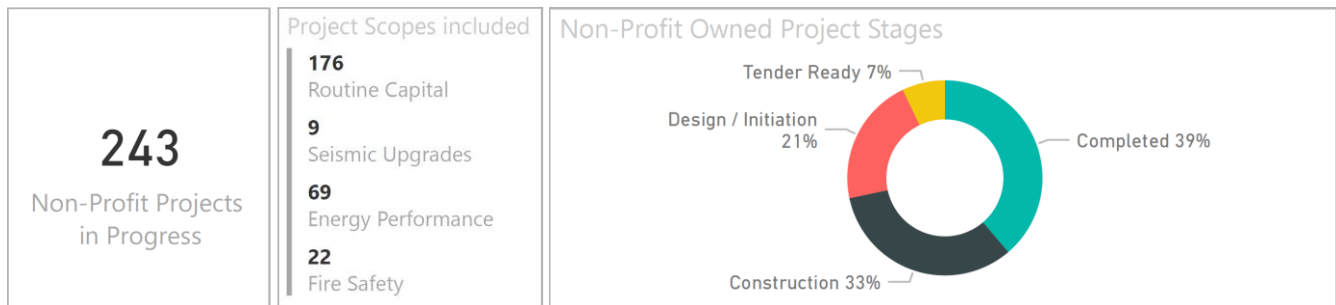 243
Non-Profit Projects
in Progress
Project Scopes included
176
Routine Capital
9
Seismic Upgrades
69
Energy Performance
22
Fire Safety
Non-Profit Owned Project Stages
Tender Ready 7%
Design / Initiation
21%
Completed 39%
Construction 33%